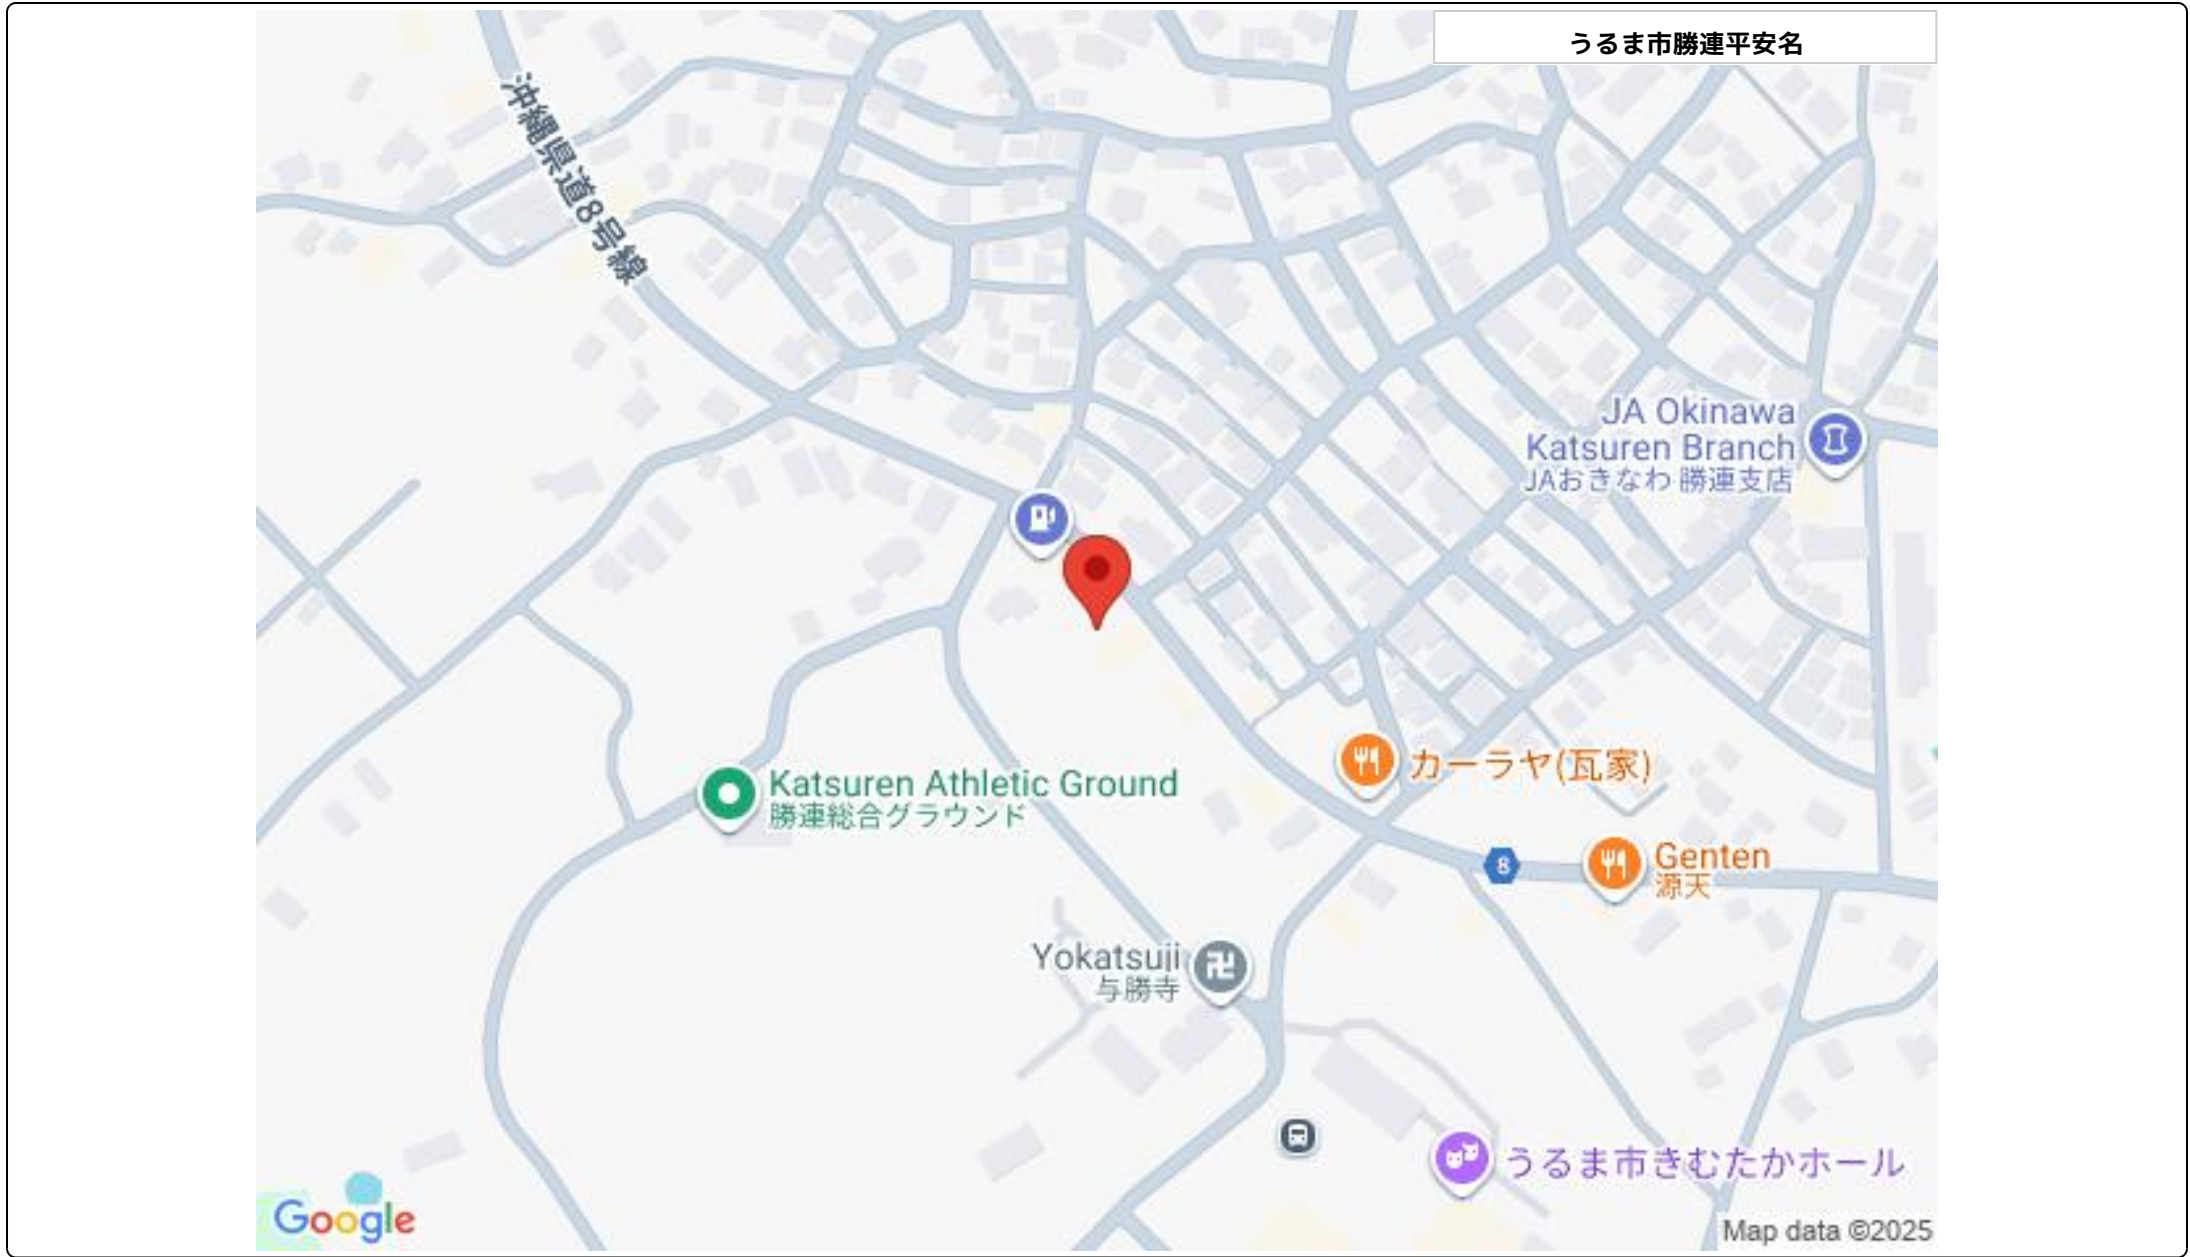 うるま市勝連平安名
沖縄県道8号線
JA Okinawa
Katsuren Branch
JAおきなわ 勝連支店
カーラヤ(瓦家)
Katsuren Athletic Ground
勝連総合グラウンド
8
Genten
源天
Yokatsuji
与勝寺
うるま市きむたかホール
Google
Map data ©2025